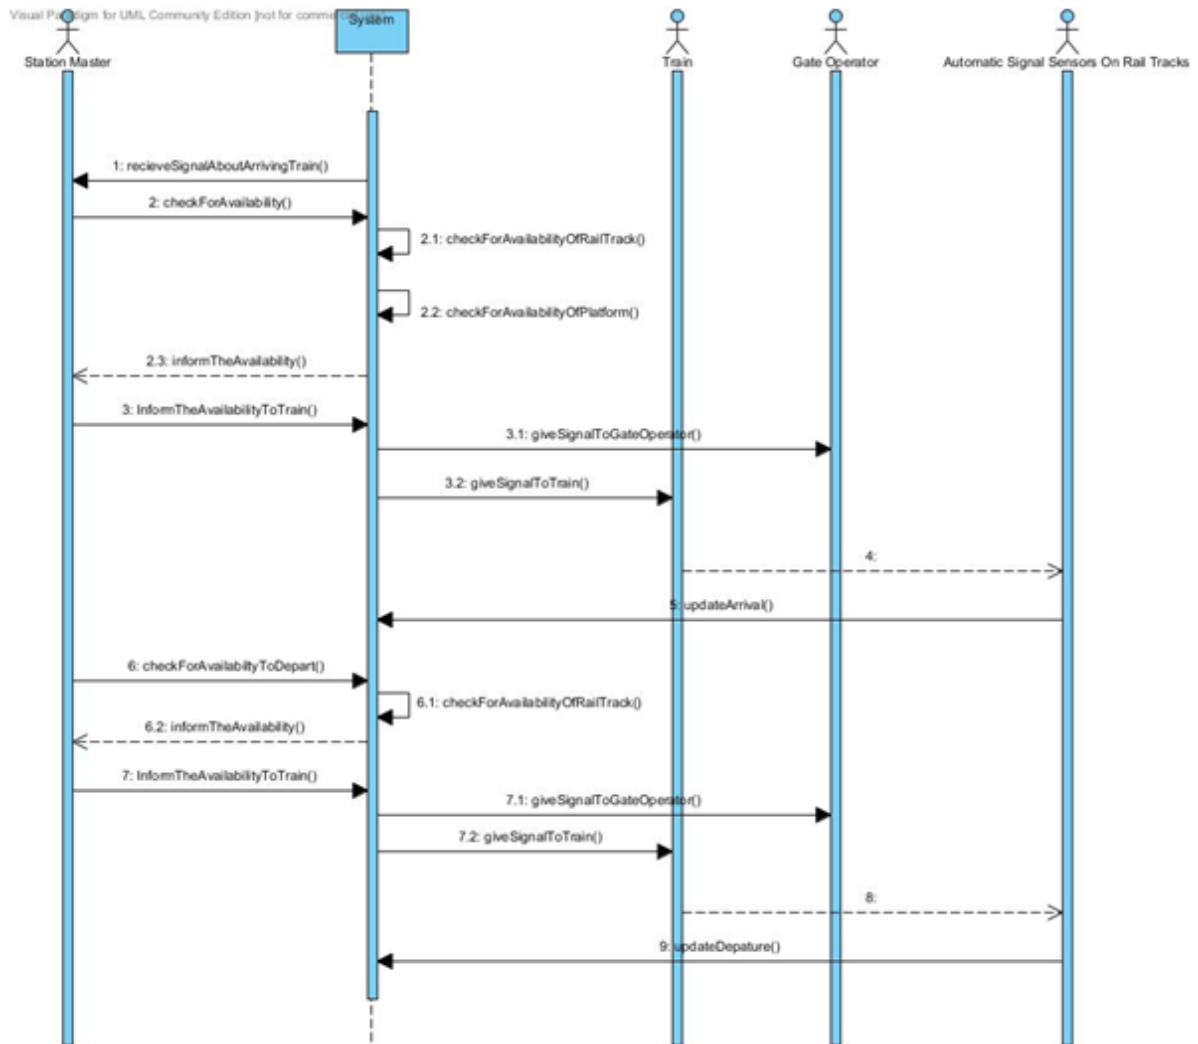 Visual Paradigm for UML Community Edition [not for commercial use]
System
Station Master
Train
Gate Operator
Automatic Signal Sensors On Rail Tracks
1: recieveSignalAboutArrivingTrain()
2: checkForAvailability()
2.1: checkForAvailabilityOfRailTrack()
2.2: checkForAvailabilityOfPlatform()
2.3: informTheAvailability()
3: InformTheAvailabilityToTrain()
3.1: giveSignalToGateOperator()
3.2: giveSignalToTrain()
4:
5: updateArrival()
6: checkForAvailabiltyToDepart()
6.1: checkForAvailabilityOfRailTrack()
6.2: informTheAvailability()
7: InformTheAvailabilityToTrain()
7.1: giveSignalToGateOperator()
7.2: giveSignalToTrain()
8:
9: updateDepature()